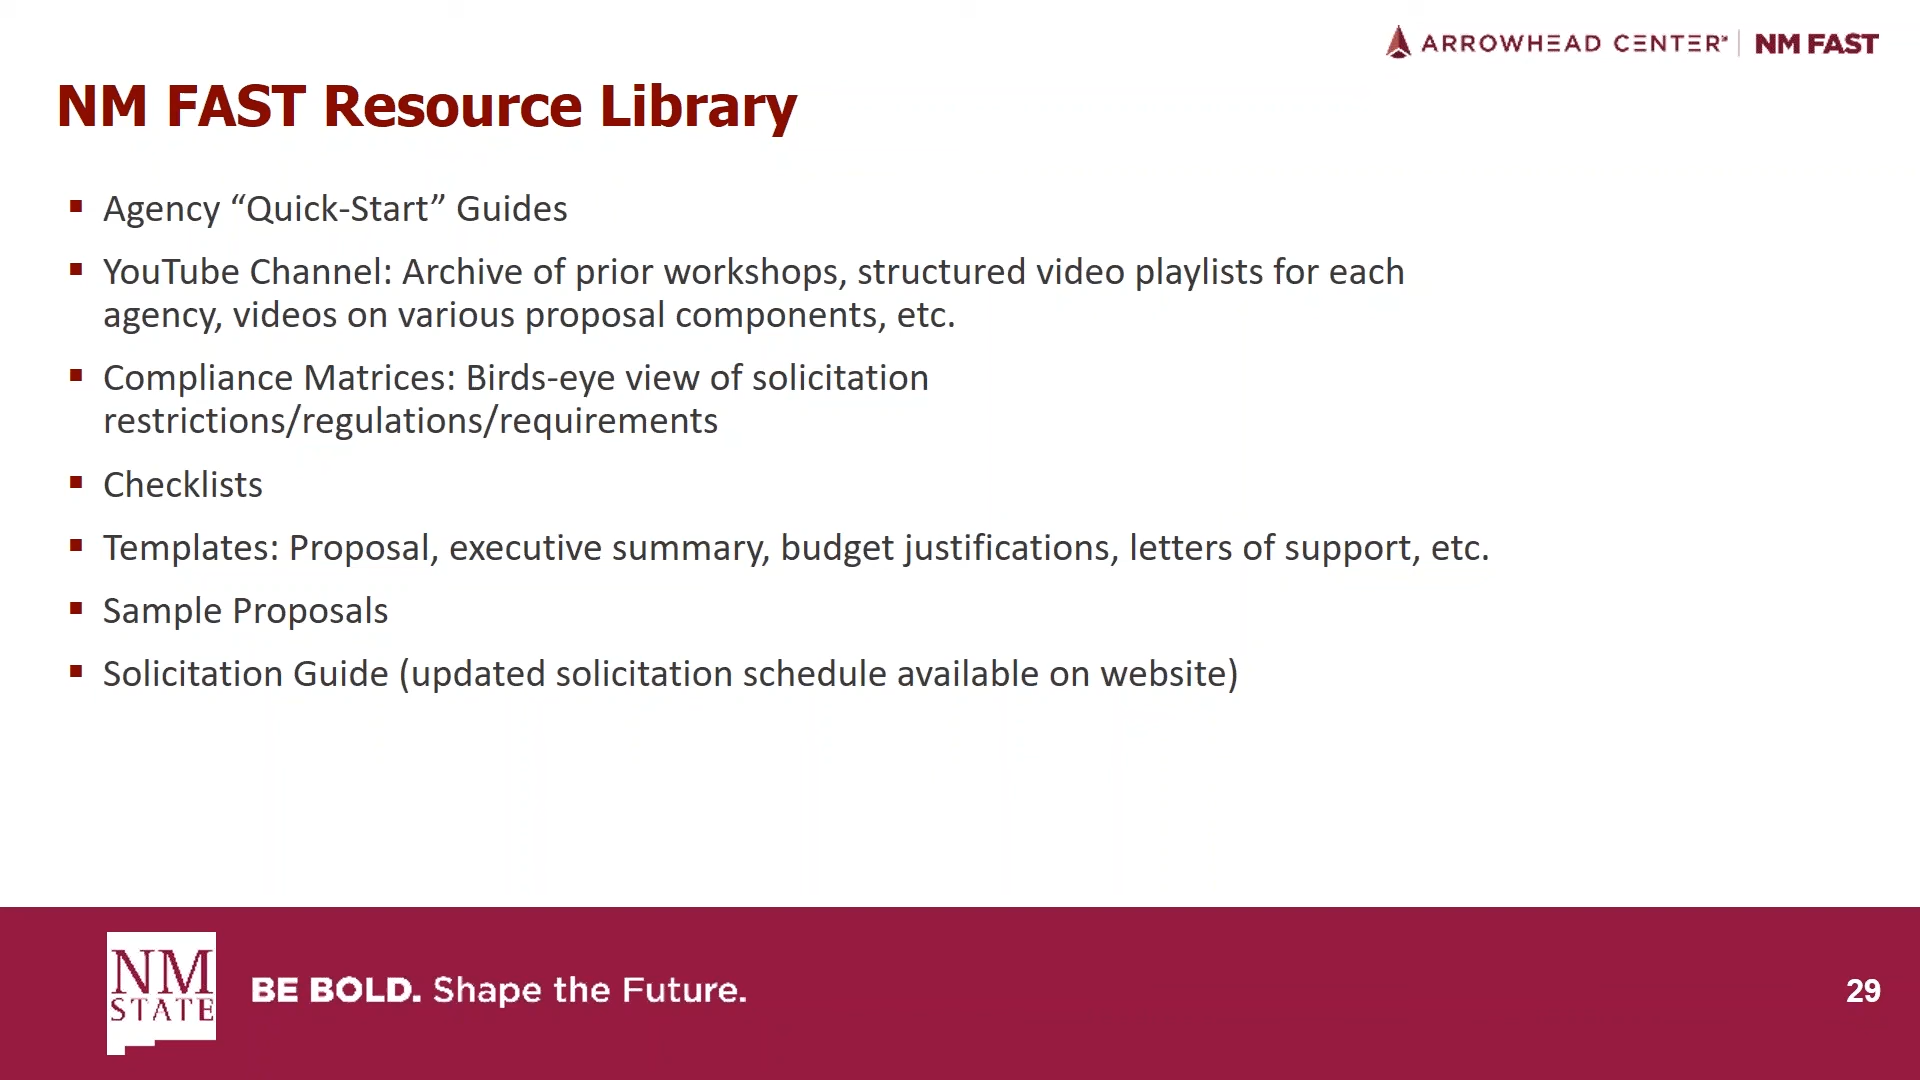 ARROWHEAD CENTER | NM FAST
NM FAST Resource Library
▪ Agency “Quick-Start” Guides
▪ YouTube Channel: Archive of prior workshops, structured video playlists for each
agency, videos on various proposal components, etc.
▪ Compliance Matrices: Birds-eye view of solicitation
restrictions/regulations/requirements
▪ Checklists
▪ Templates: Proposal, executive summary, budget justifications, letters of support, etc.
▪ Sample Proposals
▪ Solicitation Guide (updated solicitation schedule available on website)
NM
STATE
BE BOLD. Shape the Future.
29